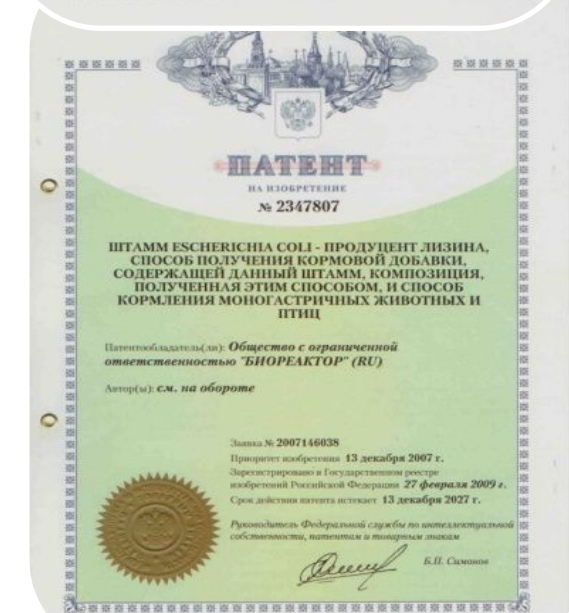 ПАТЕНТ
НА ИЗОБРЕТЕНИЕ
№ 2347807
ШТАММ ESCHERICHIA COLI - ПРОДУЦЕНТ ЛИЗИНА,
СПОСОБ ПОЛУЧЕНИЯ КОРМОВОЙ ДОБАВКИ,
СОДЕРЖАЩЕЙ ДАННЫЙ ШТАММ, КОМПОЗИЦИЯ,
ПОЛУЧЕННАЯ ЭТИМ СПОСОБОМ, И СПОСОБ
КОРМЛЕНИЯ МОНОГАСТРИЧНЫХ ЖИВОТНЫХ И
ПТИЦ
Патентообладатель(ли): Общество с ограниченной
ответственностью "БИОРЕАКТОР" (RU)
Автор(ы): см. на обороте
Заявка № 2007146038
Приоритет изобретения 13 декабря 2007 г.
Зарегистрировано в Государственном реестре
изобретений Российской Федерации 27 февраля 2009 г.
Срок действия патента истекает 13 декабря 2027 г.
Руководитель Федеральной службы по интеллектуальной
собственности, патентам и товарным знакам
Б.П. Симонов